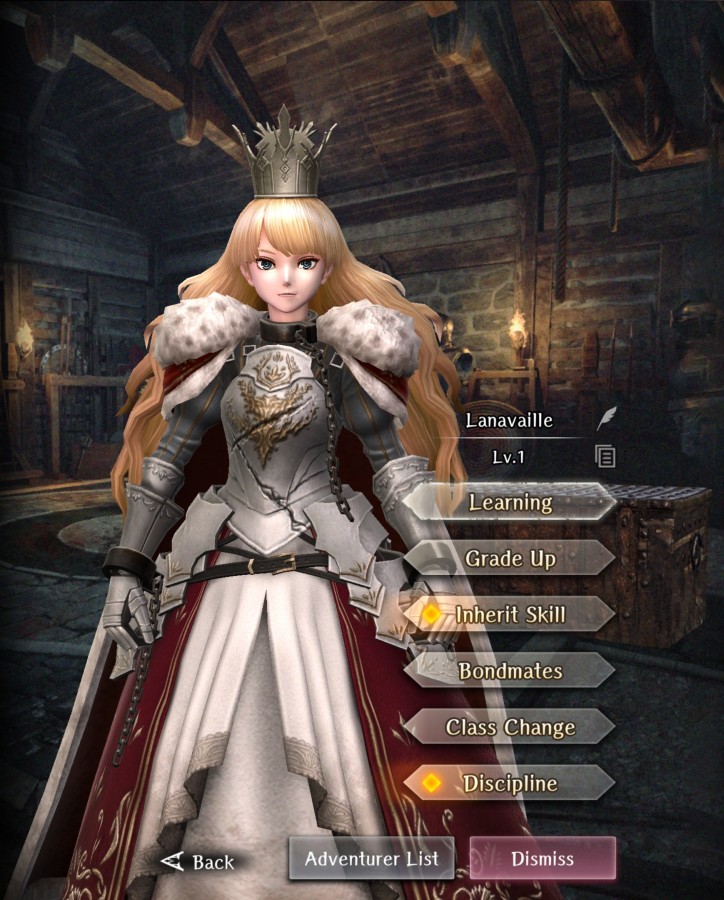 Lanavaille
Lv.1
Learning
Grade Up
Inherit Skill
Bondmates
Class Change
Discipline
Back
Adventurer List
Dismiss